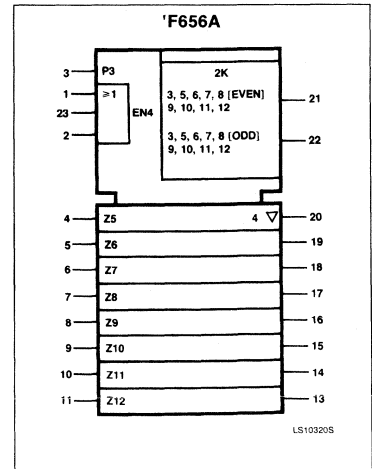 'F656A
3 P3 2K
1 ≥1 3, 5, 6, 7, 8 [EVEN] 21
23 EN4 9, 10, 11, 12
2 3, 5, 6, 7, 8 [ODD] 22
9, 10, 11, 12
4 Z5 4 ▽ 20
5 Z6 19
6 Z7 18
7 Z8 17
8 Z9 16
9 Z10 15
10 Z11 14
11 Z12 13
LS10320S